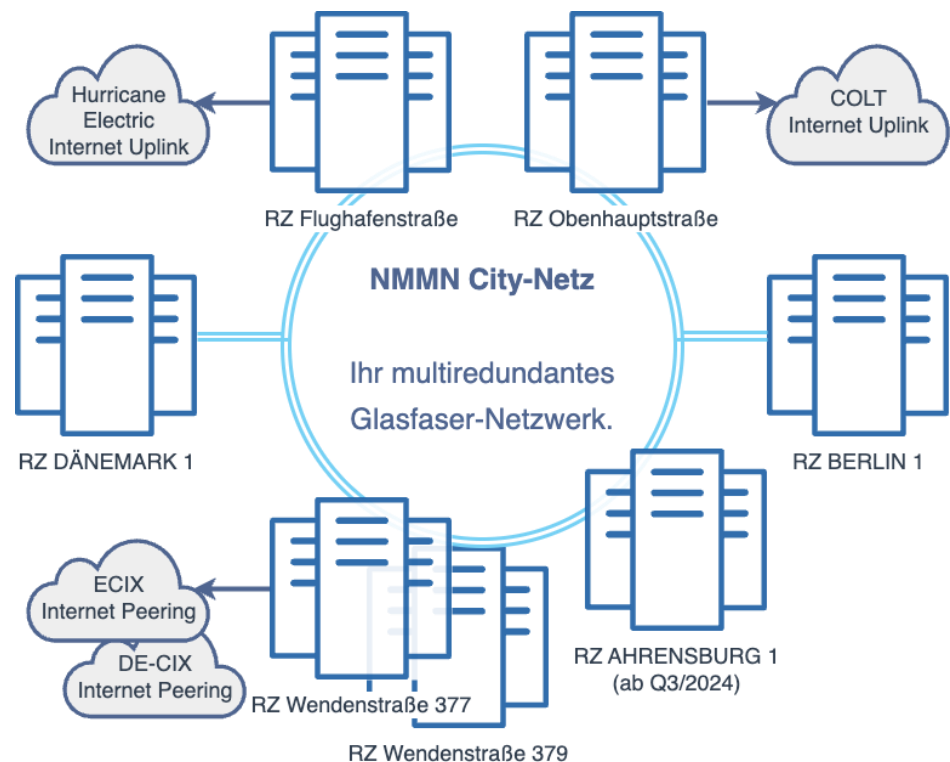 Hurricane
Electric
Internet Uplink
COLT
Internet Uplink
RZ Flughafenstraße
RZ Obenhauptstraße
NMMN City-Netz
Ihr multiredundantes
Glasfaser-Netzwerk.
RZ DÄNEMARK 1
RZ BERLIN 1
ECIX
Internet Peering
DE-CIX
Internet Peering
RZ AHRENSBURG 1
(ab Q3/2024)
RZ Wendenstraße 377
RZ Wendenstraße 379